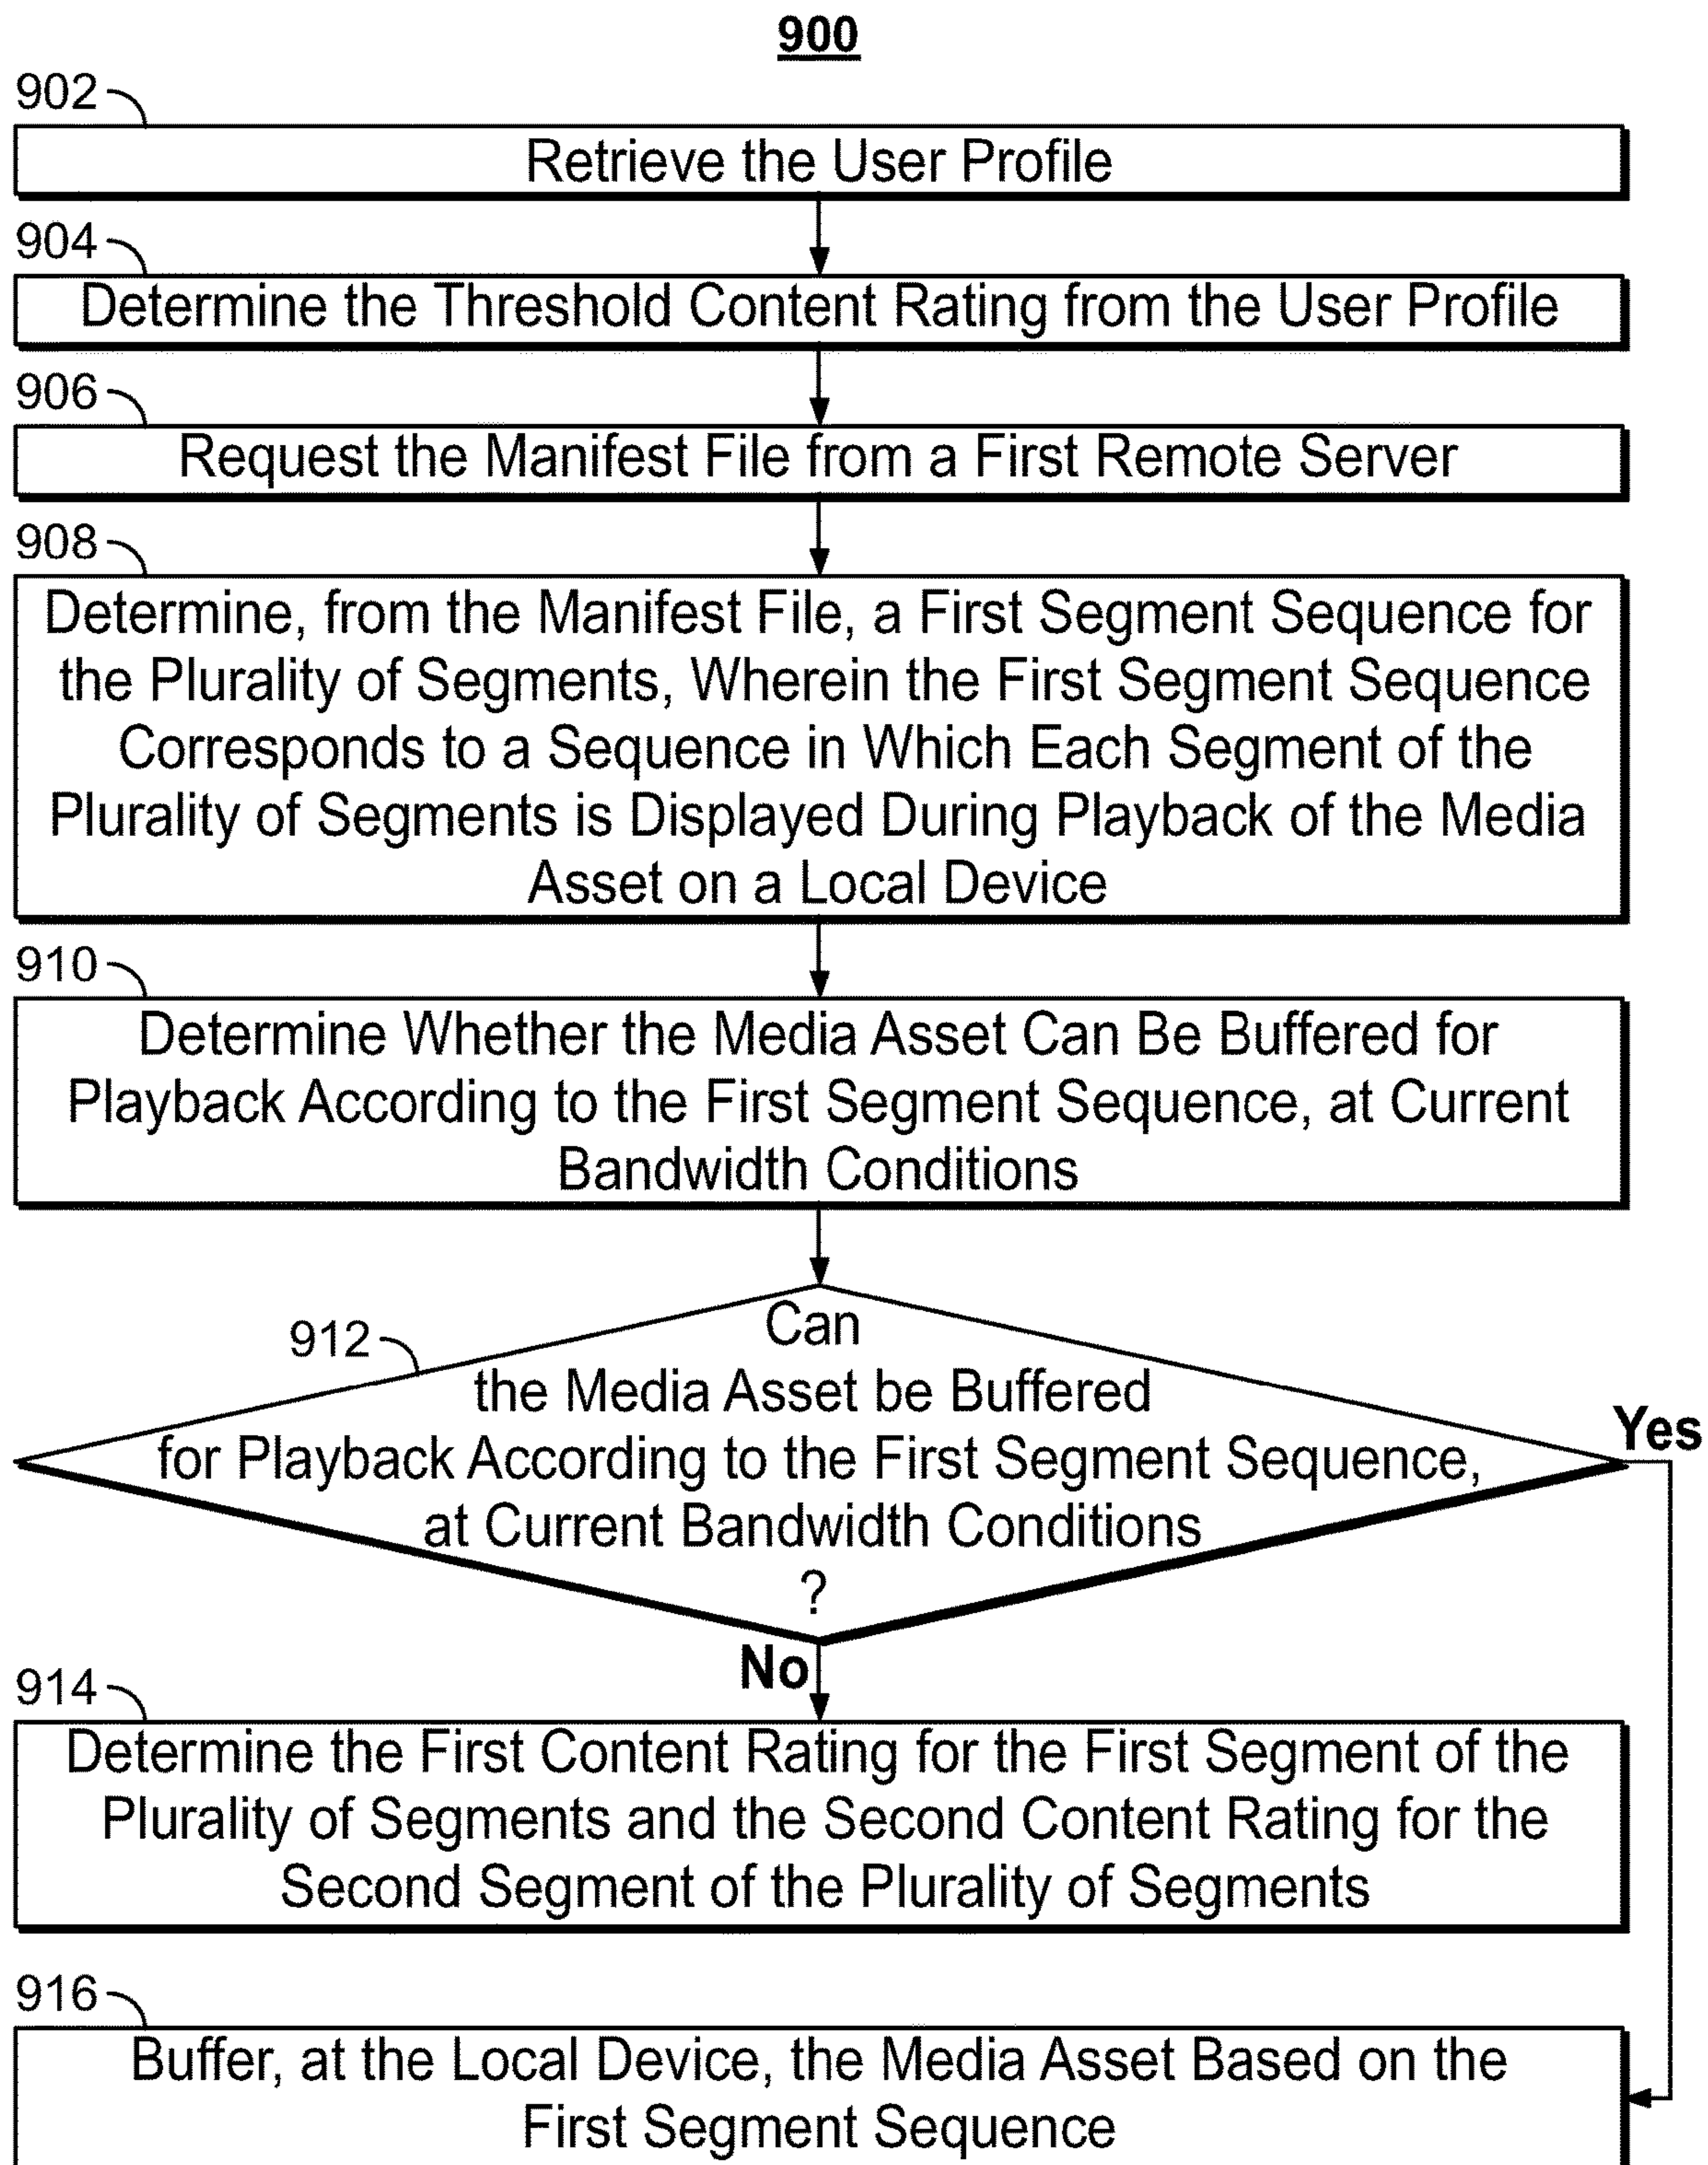 900
902
Retrieve the User Profile
904
Determine the Threshold Content Rating from the User Profile
906
Request the Manifest File from a First Remote Server
908
Determine, from the Manifest File, a First Segment Sequence for
the Plurality of Segments, Wherein the First Segment Sequence
Corresponds to a Sequence in Which Each Segment of the
Plurality of Segments is Displayed During Playback of the Media
Asset on a Local Device
910
Determine Whether the Media Asset Can Be Buffered for
Playback According to the First Segment Sequence, at Current
Bandwidth Conditions
912
Can
the Media Asset be Buffered
for Playback According to the First Segment Sequence,
at Current Bandwidth Conditions
?
Yes
No
914
Determine the First Content Rating for the First Segment of the
Plurality of Segments and the Second Content Rating for the
Second Segment of the Plurality of Segments
916
Buffer, at the Local Device, the Media Asset Based on the
First Segment Sequence